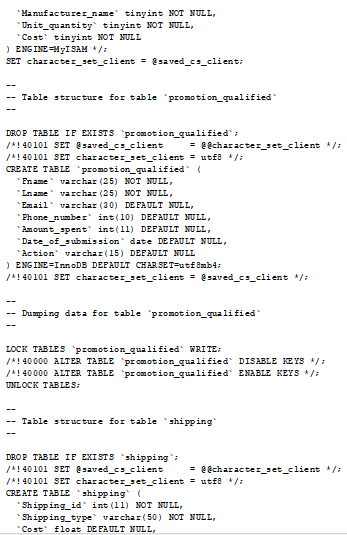 `Manufacturer_name` tinyint NOT NULL,
`Unit_quantity` tinyint NOT NULL,
`Cost` tinyint NOT NULL
) ENGINE=MyISAM */;
SET character_set_client = @saved_cs_client;
--
-- Table structure for table `promotion_qualified`
--
DROP TABLE IF EXISTS `promotion_qualified`;
/*!40101 SET @saved_cs_client = @@character_set_client */;
/*!40101 SET character_set_client = utf8 */;
CREATE TABLE `promotion_qualified` (
`Fname` varchar(25) NOT NULL,
`Lname` varchar(25) NOT NULL,
`Email` varchar(30) DEFAULT NULL,
`Phone_number` int(10) DEFAULT NULL,
`Amount_spent` int(11) DEFAULT NULL,
`Date_of_submission` date DEFAULT NULL,
`Action` varchar(15) DEFAULT NULL
) ENGINE=InnoDB DEFAULT CHARSET=utf8mb4;
/*!40101 SET character_set_client = @saved_cs_client */;
--
-- Dumping data for table `promotion_qualified`
--
LOCK TABLES `promotion_qualified` WRITE;
/*!40000 ALTER TABLE `promotion_qualified` DISABLE KEYS */;
/*!40000 ALTER TABLE `promotion_qualified` ENABLE KEYS */;
UNLOCK TABLES;
--
-- Table structure for table `shipping`
--
DROP TABLE IF EXISTS `shipping`;
/*!40101 SET @saved_cs_client = @@character_set_client */;
/*!40101 SET character_set_client = utf8 */;
CREATE TABLE `shipping` (
`Shipping_id` int(11) NOT NULL,
`Shipping_type` varchar(50) NOT NULL,
`Cost` float DEFAULT NULL,